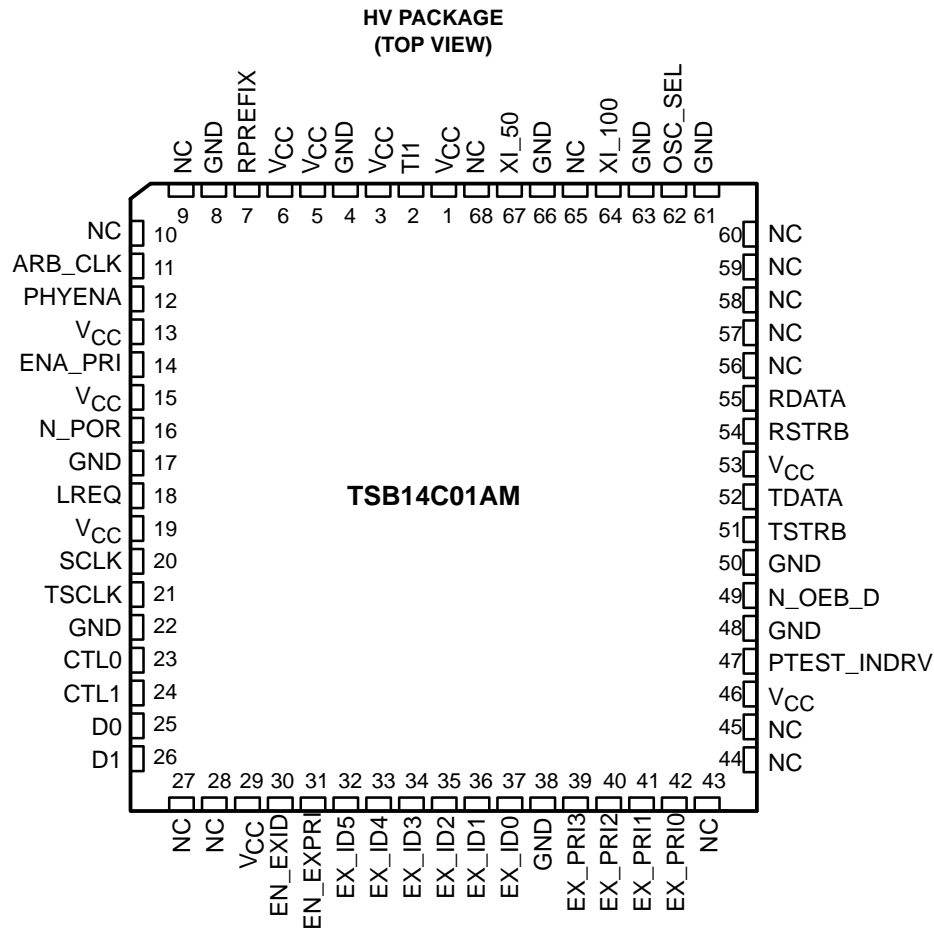 HV PACKAGE
(TOP VIEW)
NC GND RPREFIX VCC VCC GND VCC TI1 VCC NC XI_50 GND NC XI_100 GND OSC_SEL GND
9 8 7 6 5 4 3 2 1 68 67 66 65 64 63 62 61
NC 10 60 NC
ARB_CLK 11 59 NC
PHYENA 12 58 NC
VCC 13 57 NC
ENA_PRI 14 56 NC
VCC 15 55 RDATA
N_POR 16 54 RSTRB
GND 17 53 VCC
LREQ 18 TSB14C01AM 52 TDATA
VCC 19 51 TSTRB
SCLK 20 50 GND
TSCLK 21 49 N_OEB_D
GND 22 48 GND
CTL0 23 47 PTEST_INDRV
CTL1 24 46 VCC
D0 25 45 NC
D1 26 44 NC
27 28 29 30 31 32 33 34 35 36 37 38 39 40 41 42 43
NC NC VCC EN_EXID EN_EXPRI EX_ID5 EX_ID4 EX_ID3 EX_ID2 EX_ID1 EX_ID0 GND EX_PRI3 EX_PRI2 EX_PRI1 EX_PRI0 NC